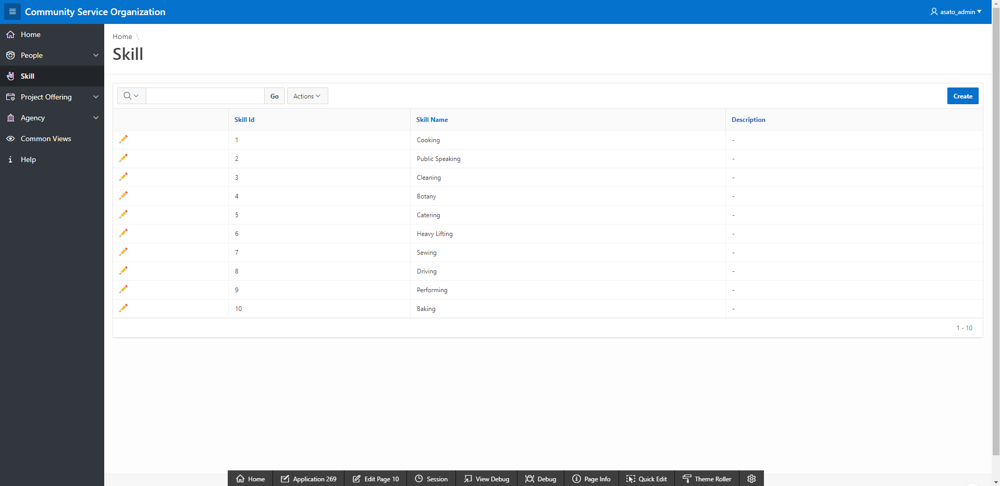 Community Service Organization
asato_admin
Home
People
Skill
Project Offering
Agency
Common Views
Help
Home \
Skill
Go
Actions
Create
Skill Id Skill Name Description
1 Cooking -
2 Public Speaking -
3 Cleaning -
4 Botany -
5 Catering -
6 Heavy Lifting -
7 Sewing -
8 Driving -
9 Performing -
10 Baking -
1 - 10
Home Application 269 Edit Page 10 Session View Debug Debug Page Info Quick Edit Theme Roller